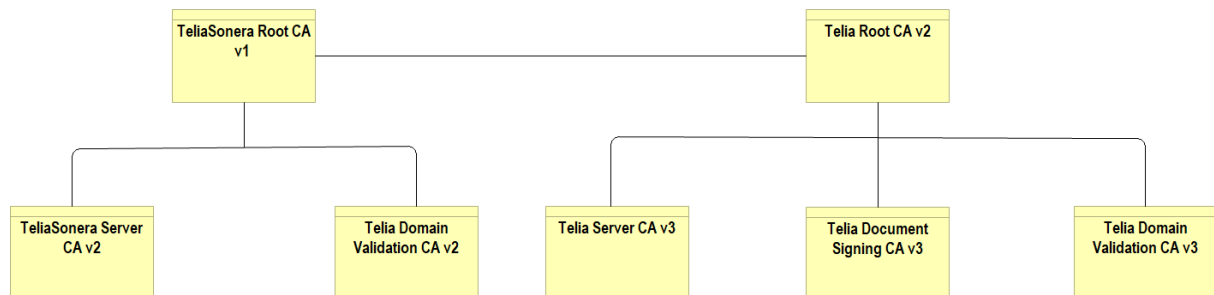 TeliaSonera Root CA
v1
Telia Root CA v2
TeliaSonera Server
CA v2
Telia Domain
Validation CA v2
Telia Server CA v3
Telia Document
Signing CA v3
Telia Domain
Validation CA v3